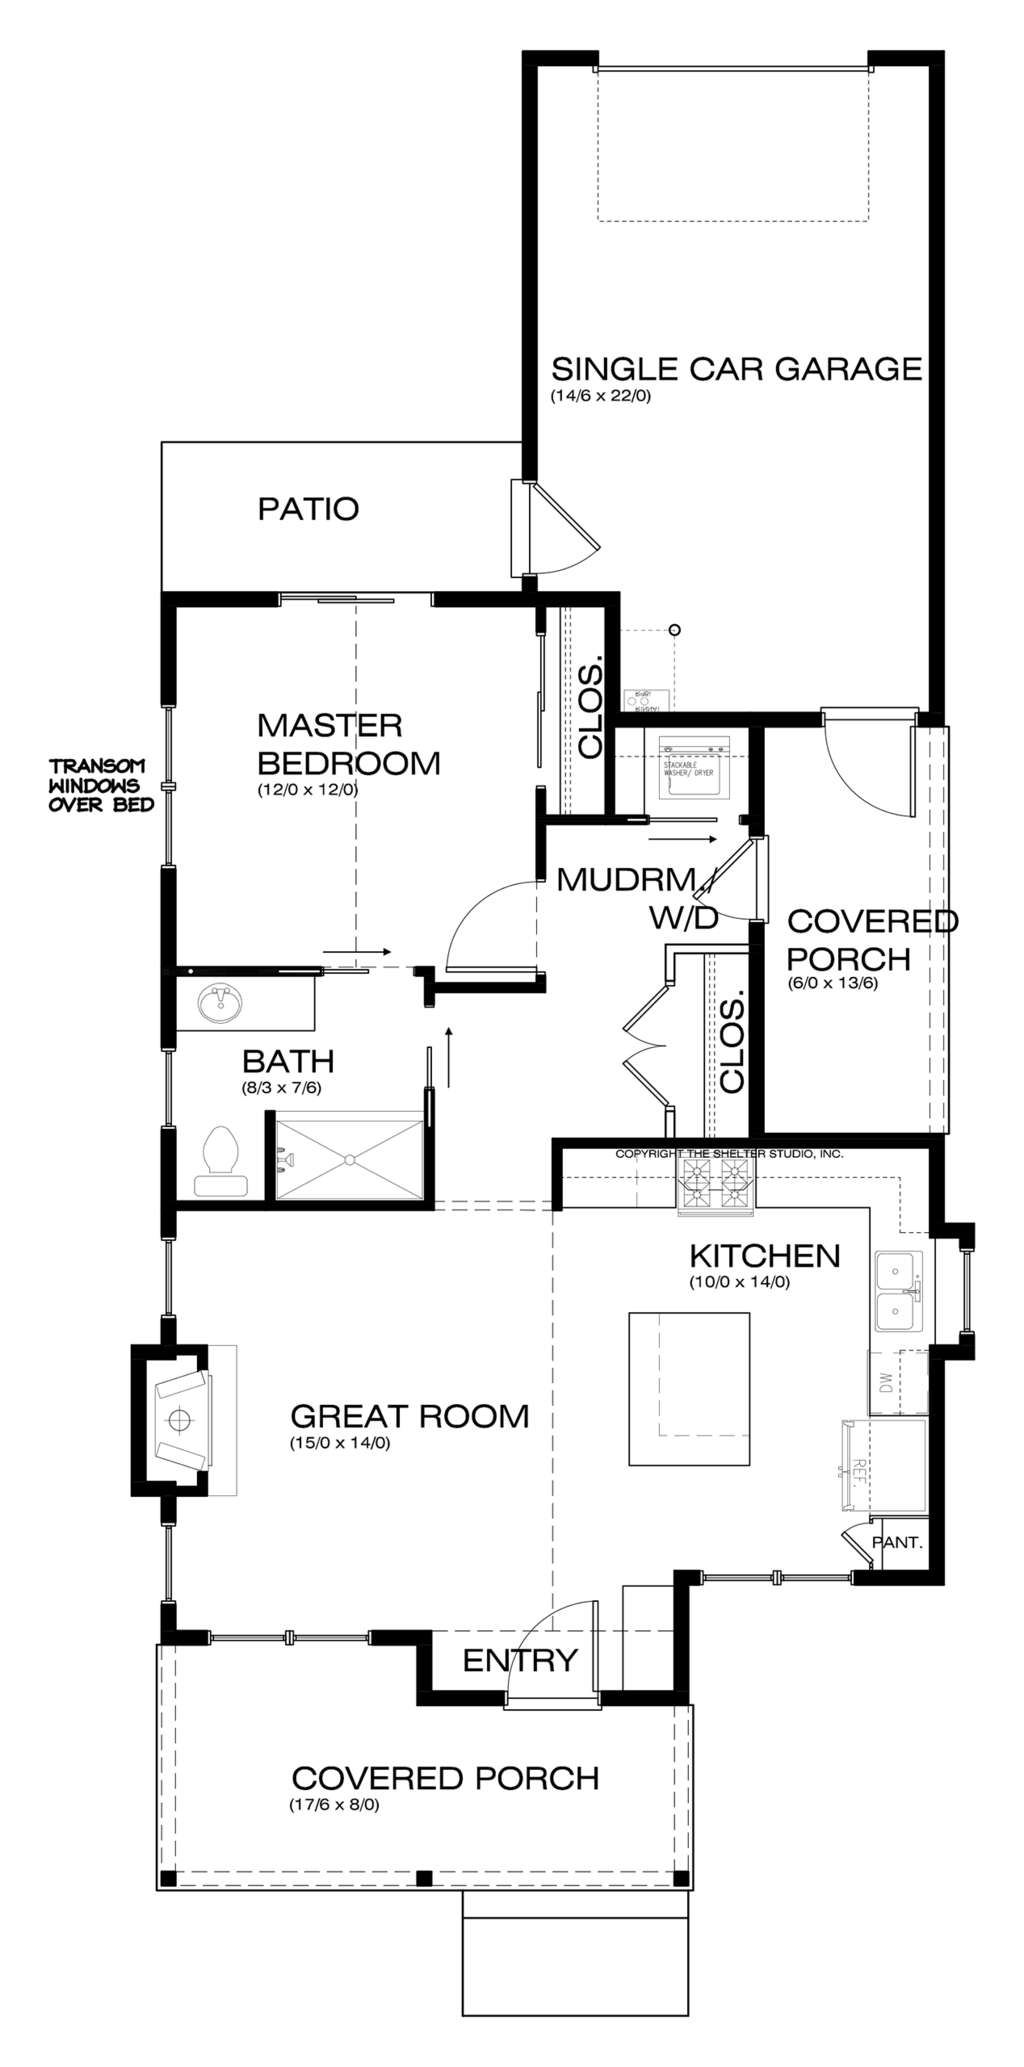 SINGLE CAR GARAGE
(14/6 x 22/0)
PATIO
CLOS.
MASTER
BEDROOM
(12/0 x 12/0)
TRANSOM
WINDOWS
OVER BED
STACKABLE
WASHER/ DRYER
MUDRM./
W/D
COVERED
PORCH
(6/0 x 13/6)
CLOS.
BATH
(8/3 x 7/6)
COPYRIGHT THE SHELTER STUDIO, INC.
KITCHEN
(10/0 x 14/0)
DW
GREAT ROOM
(15/0 x 14/0)
REF.
PANT.
ENTRY
COVERED PORCH
(17/6 x 8/0)